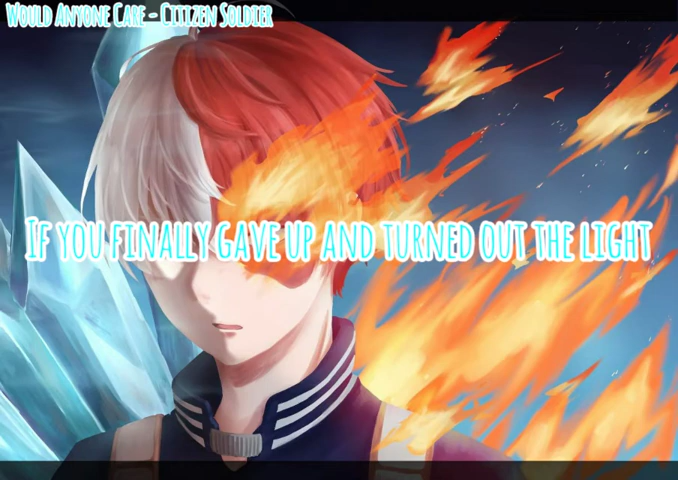 Would Anyone Care - Citizen Soldier
If you finally gave up and turned out the light